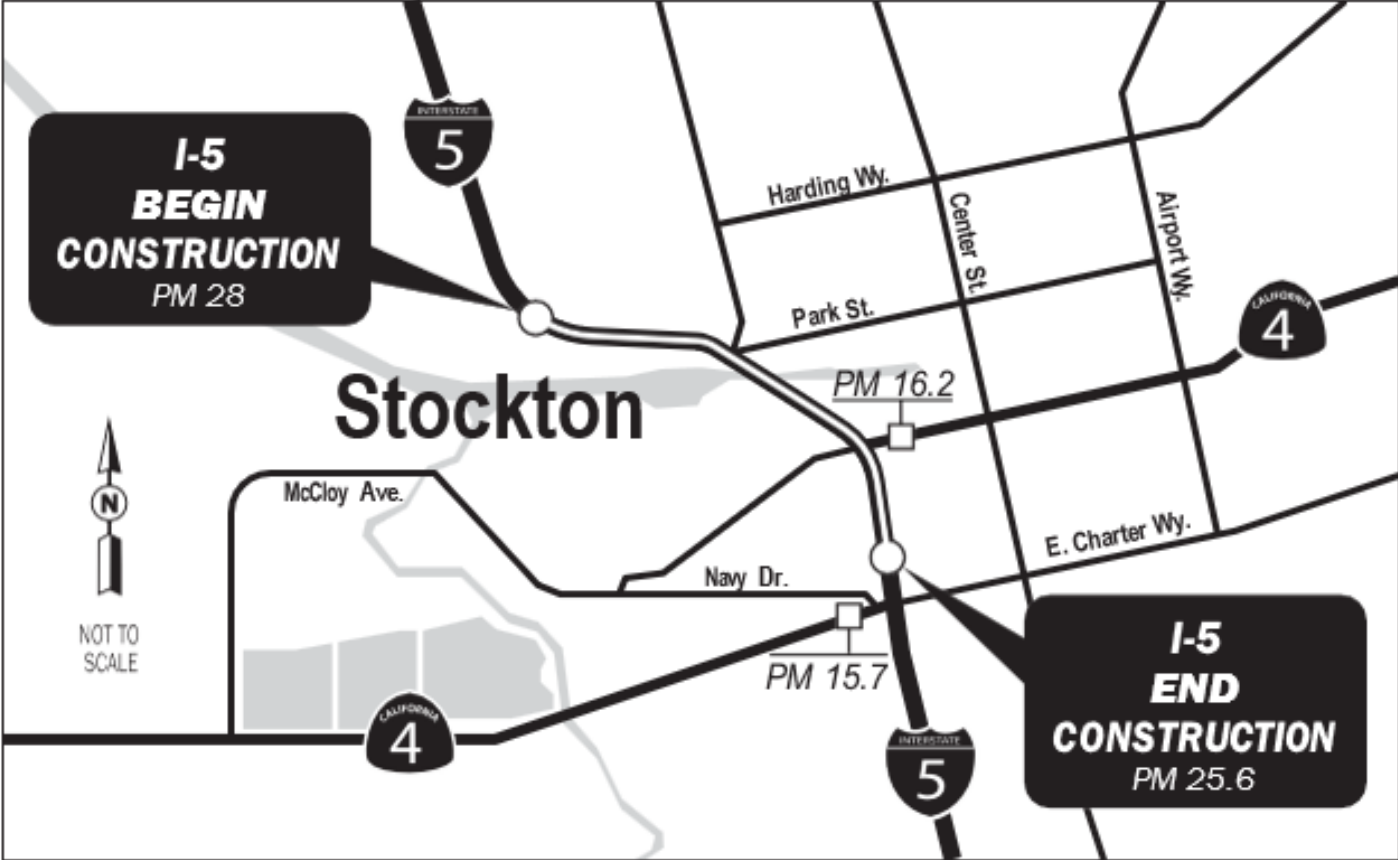 INTERSTATE
5
I-5
BEGIN
CONSTRUCTION
PM 28
Harding Wy.
Center St.
Airport Wy.
Park St.
CALIFORNIA
4
PM 16.2
Stockton
N
NOT TO
SCALE
McCloy Ave.
Navy Dr.
E. Charter Wy.
PM 15.7
CALIFORNIA
4
INTERSTATE
5
I-5
END
CONSTRUCTION
PM 25.6